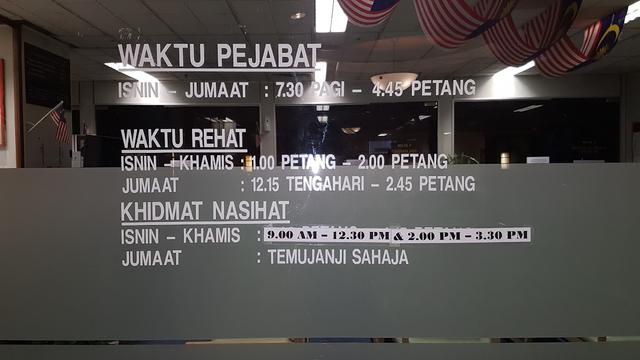 WAKTU PEJABAT
ISNIN - JUMAAT : 7.30 PAGI - 4.45 PETANG
WAKTU REHAT
ISNIN - KHAMIS : 1.00 PETANG - 2.00 PETANG
JUMAAT : 12.15 TENGAHARI - 2.45 PETANG
KHIDMAT NASIHAT
ISNIN - KHAMIS : 9.00 AM - 12.30 PM & 2.00 PM - 3.30 PM
JUMAAT : TEMUJANJI SAHAJA